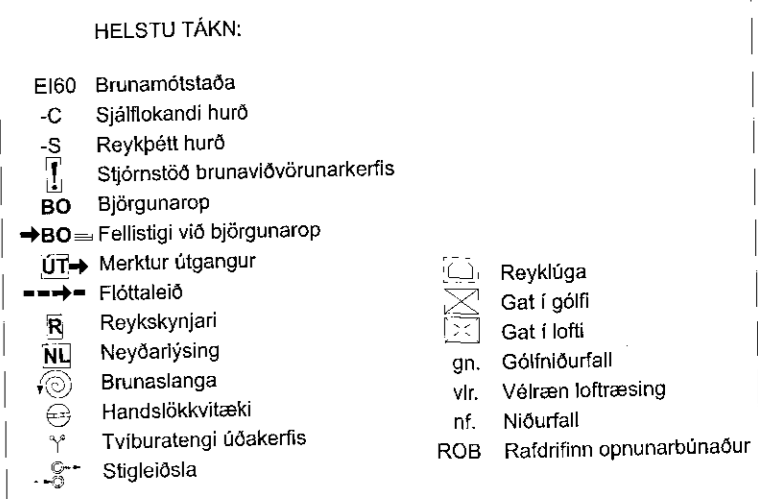 HELSTU TÁKN:
EI60 Brunamótstaða
-C Sjálflokandi hurð
-S Reykþétt hurð
! Stjórnstöð brunaviðvörunarkerfis
BO Björgunarop
BO Fellistigi við björgunarop
ÚT Merktur útgangur
Flóttaleið
R Reykskynjari
NL Neyðarlýsing
Brunaslanga
Handslökkvitæki
Tvíburatengi úðakerfis
Stigleiðsla
Reyklúga
Gat í gólfi
Gat í lofti
gn. Gólfniðurfall
vlr. Vélræn loftræsing
nf. Niðurfall
ROB Rafdrifinn opnunarbúnaður